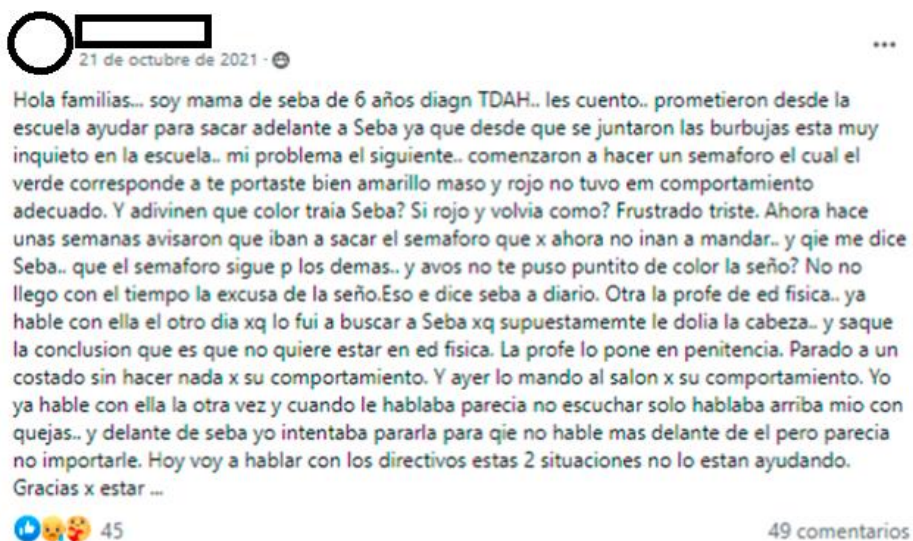 21 de octubre de 2021 ·
Hola familias... soy mama de seba de 6 años diagn TDAH.. les cuento.. prometieron desde la
escuela ayudar para sacar adelante a Seba ya que desde que se juntaron las burbujas esta muy
inquieto en la escuela.. mi problema el siguiente.. comenzaron a hacer un semaforo el cual el
verde corresponde a te portaste bien amarillo maso y rojo no tuvo em comportamiento
adecuado. Y adivinen que color traia Seba? Si rojo y volvia como? Frustrado triste. Ahora hace
unas semanas avisaron que iban a sacar el semaforo que x ahora no inan a mandar.. y qie me dice
Seba.. que el semaforo sigue p los demas.. y avos no te puso puntito de color la seño? No no
llego con el tiempo la excusa de la seño.Eso e dice seba a diario. Otra la profe de ed fisica.. ya
hable con ella el otro dia xq lo fui a buscar a Seba xq supuestamemte le dolia la cabeza.. y saque
la conclusion que es que no quiere estar en ed fisica. La profe lo pone en penitencia. Parado a un
costado sin hacer nada x su comportamiento. Y ayer lo mando al salon x su comportamiento. Yo
ya hable con ella la otra vez y cuando le hablaba parecia no escuchar solo hablaba arriba mio con
quejas.. y delante de seba yo intentaba pararla para qie no hable mas delante de el pero parecia
no importarle. Hoy voy a hablar con los directivos estas 2 situaciones no lo estan ayudando.
Gracias x estar ...
45 49 comentarios